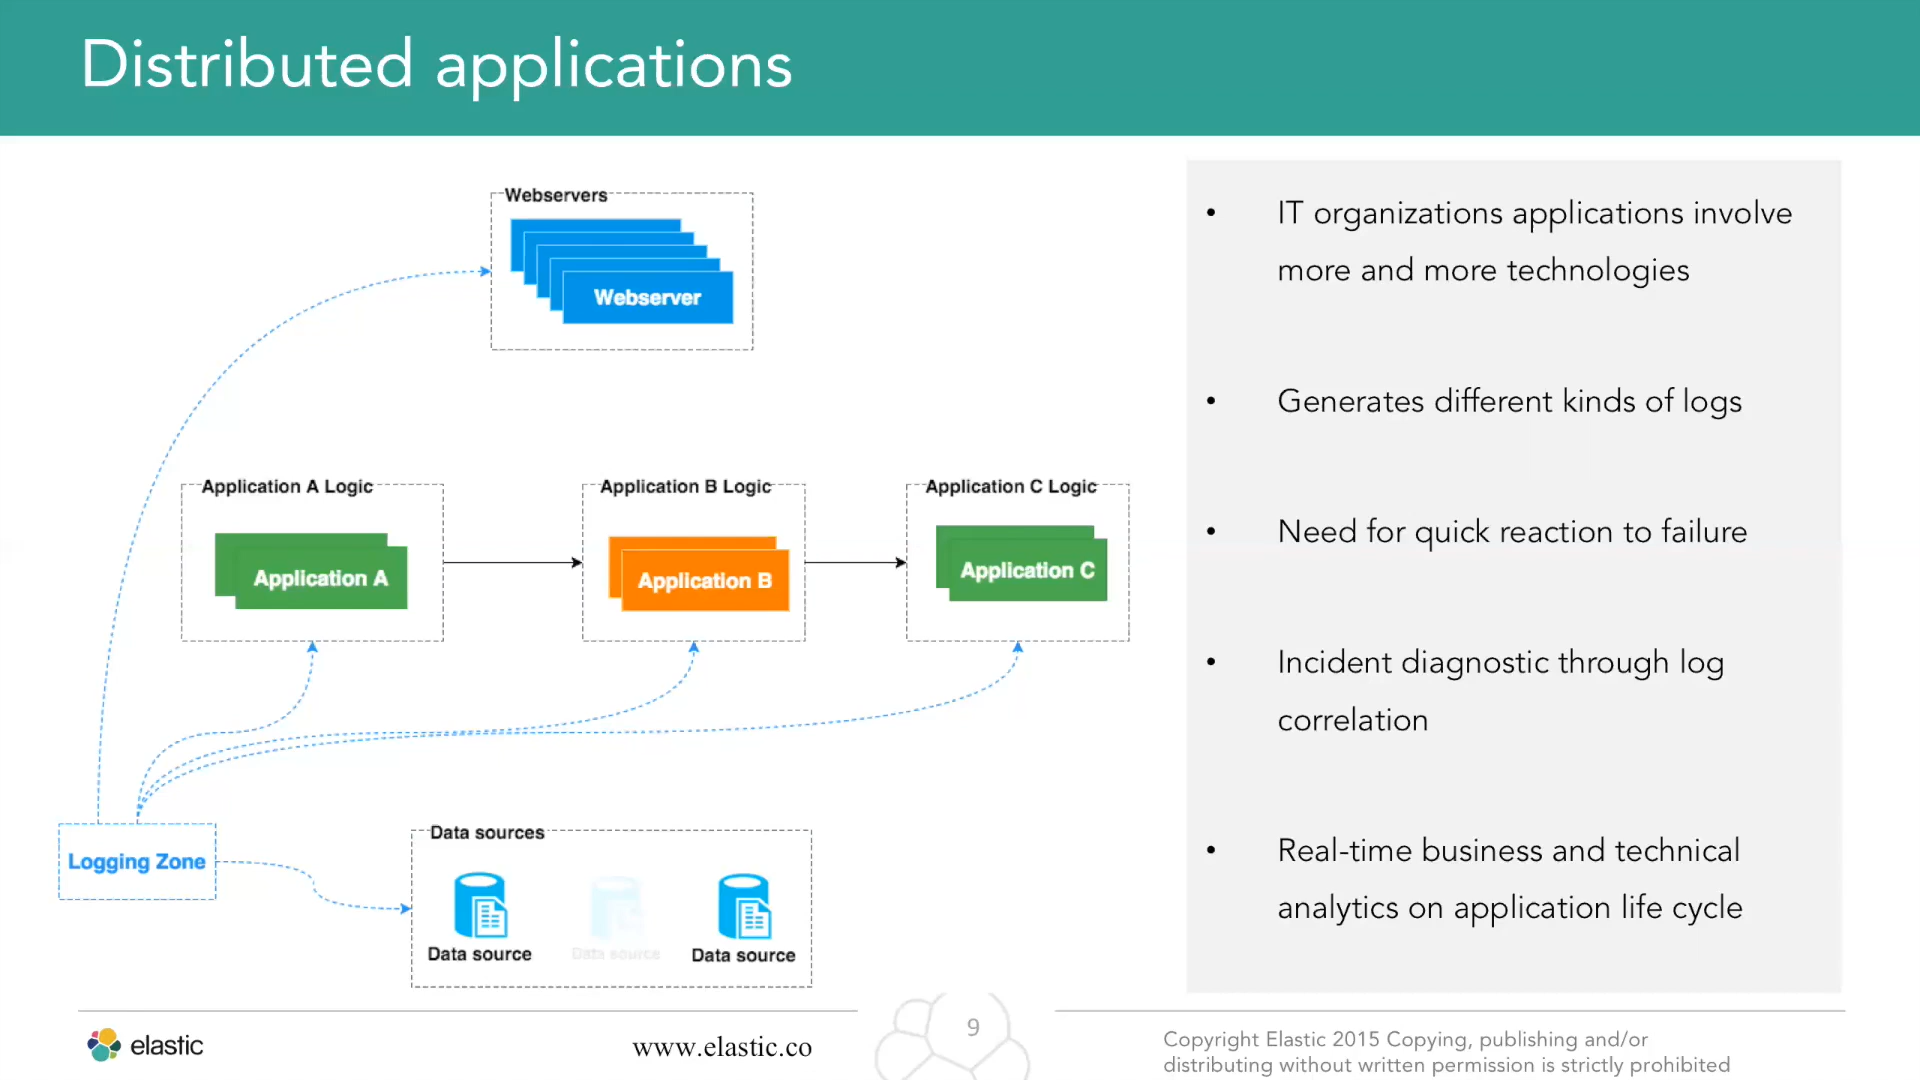 Distributed applications
Webservers
Webserver
Application A Logic
Application A
Application B Logic
Application B
Application C Logic
Application C
Logging Zone
Data sources
Data source
Data source
Data source
• IT organizations applications involve
more and more technologies
• Generates different kinds of logs
• Need for quick reaction to failure
• Incident diagnostic through log
correlation
• Real-time business and technical
analytics on application life cycle
elastic
www.elastic.co
9
Copyright Elastic 2015 Copying, publishing and/or
distributing without written permission is strictly prohibited